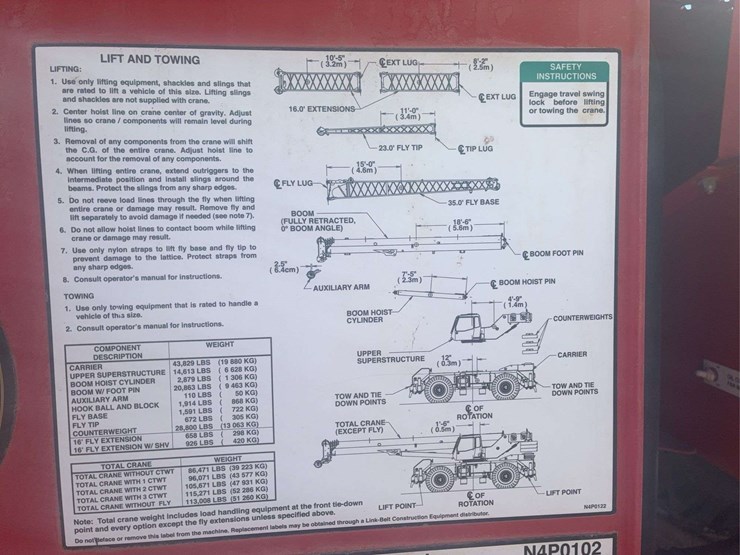 LIFT AND TOWING
LIFTING:
1. Use only lifting equipment, shackles and slings that
are rated to lift a vehicle of this size. Lifting slings
and shackles are not supplied with crane.
2. Center hoist line on crane center of gravity. Adjust
lines so crane / components will remain level during
lifting.
3. Removal of any components from the crane will shift
the C.G. of the entire crane. Adjust hoist line to
account for the removal of any components.
4. When lifting entire crane, extend outriggers to the
intermediate position and install slings around the
beams. Protect the slings from any sharp edges.
5. Do not reeve load lines through the fly when lifting
entire crane or damage may result. Remove fly and
lift separately to avoid damage if needed (see note 7).
6. Do not allow hoist lines to contact boom while lifting
crane or damage may result.
7. Use only nylon straps to lift fly base and fly tip to
prevent damage to the lattice. Protect straps from
any sharp edges.
8. Consult operator's manual for instructions.
TOWING
1. Use only towing equipment that is rated to handle a
vehicle of this size.
2. Consult operator's manual for instructions.
COMPONENT DESCRIPTION WEIGHT
CARRIER 43,829 LBS (19 880 KG)
UPPER SUPERSTRUCTURE 14,613 LBS ( 6 628 KG)
BOOM HOIST CYLINDER 2,879 LBS ( 1 306 KG)
BOOM W/ FOOT PIN 20,863 LBS ( 9 463 KG)
AUXILIARY ARM 110 LBS ( 50 KG)
HOOK BALL AND BLOCK 1,914 LBS ( 868 KG)
FLY BASE 1,591 LBS ( 722 KG)
FLY TIP 672 LBS ( 305 KG)
COUNTERWEIGHT 28,800 LBS (13 063 KG)
16' FLY EXTENSION 658 LBS ( 298 KG)
16' FLY EXTENSION W/ SHV 926 LBS ( 420 KG)
TOTAL CRANE WEIGHT
TOTAL CRANE WITHOUT CTWT 86,471 LBS (39 223 KG)
TOTAL CRANE WITH 1 CTWT 96,071 LBS (43 577 KG)
TOTAL CRANE WITH 2 CTWT 105,671 LBS (47 931 KG)
TOTAL CRANE WITH 3 CTWT 115,271 LBS (52 286 KG)
TOTAL CRANE WITHOUT FLY 113,008 LBS (51 260 KG)
Note: Total crane weight includes load handling equipment at the front tie-down
point and every option except the fly extensions unless specified above.
Do not deface or remove this label from the machine. Replacement labels may be obtained through a Link-Belt Construction Equipment distributor.
10'-5"
(3.2m)
℄ EXT LUG
8'-2"
(2.5m)
℄ EXT LUG
16.0' EXTENSIONS
11'-0"
(3.4m)
23.0' FLY TIP
℄ TIP LUG
15'-0"
(4.6m)
℄ FLY LUG
35.0' FLY BASE
BOOM
(FULLY RETRACTED,
0° BOOM ANGLE)
18'-6"
(5.6m)
℄ BOOM FOOT PIN
2.5"
(6.4cm)
AUXILIARY ARM
7'-5"
(2.3m)
℄ BOOM HOIST PIN
BOOM HOIST
CYLINDER
4'-9"
(1.4m)
COUNTERWEIGHTS
UPPER
SUPERSTRUCTURE
12"
(0.3m)
CARRIER
TOW AND TIE
DOWN POINTS
TOW AND TIE
DOWN POINTS
℄ OF
ROTATION
TOTAL CRANE
(EXCEPT FLY)
1'-6"
(0.5m)
LIFT POINT
℄ OF
ROTATION
LIFT POINT
SAFETY
INSTRUCTIONS
Engage travel swing
lock before lifting
or towing the crane.
N4P0122
N4P0102